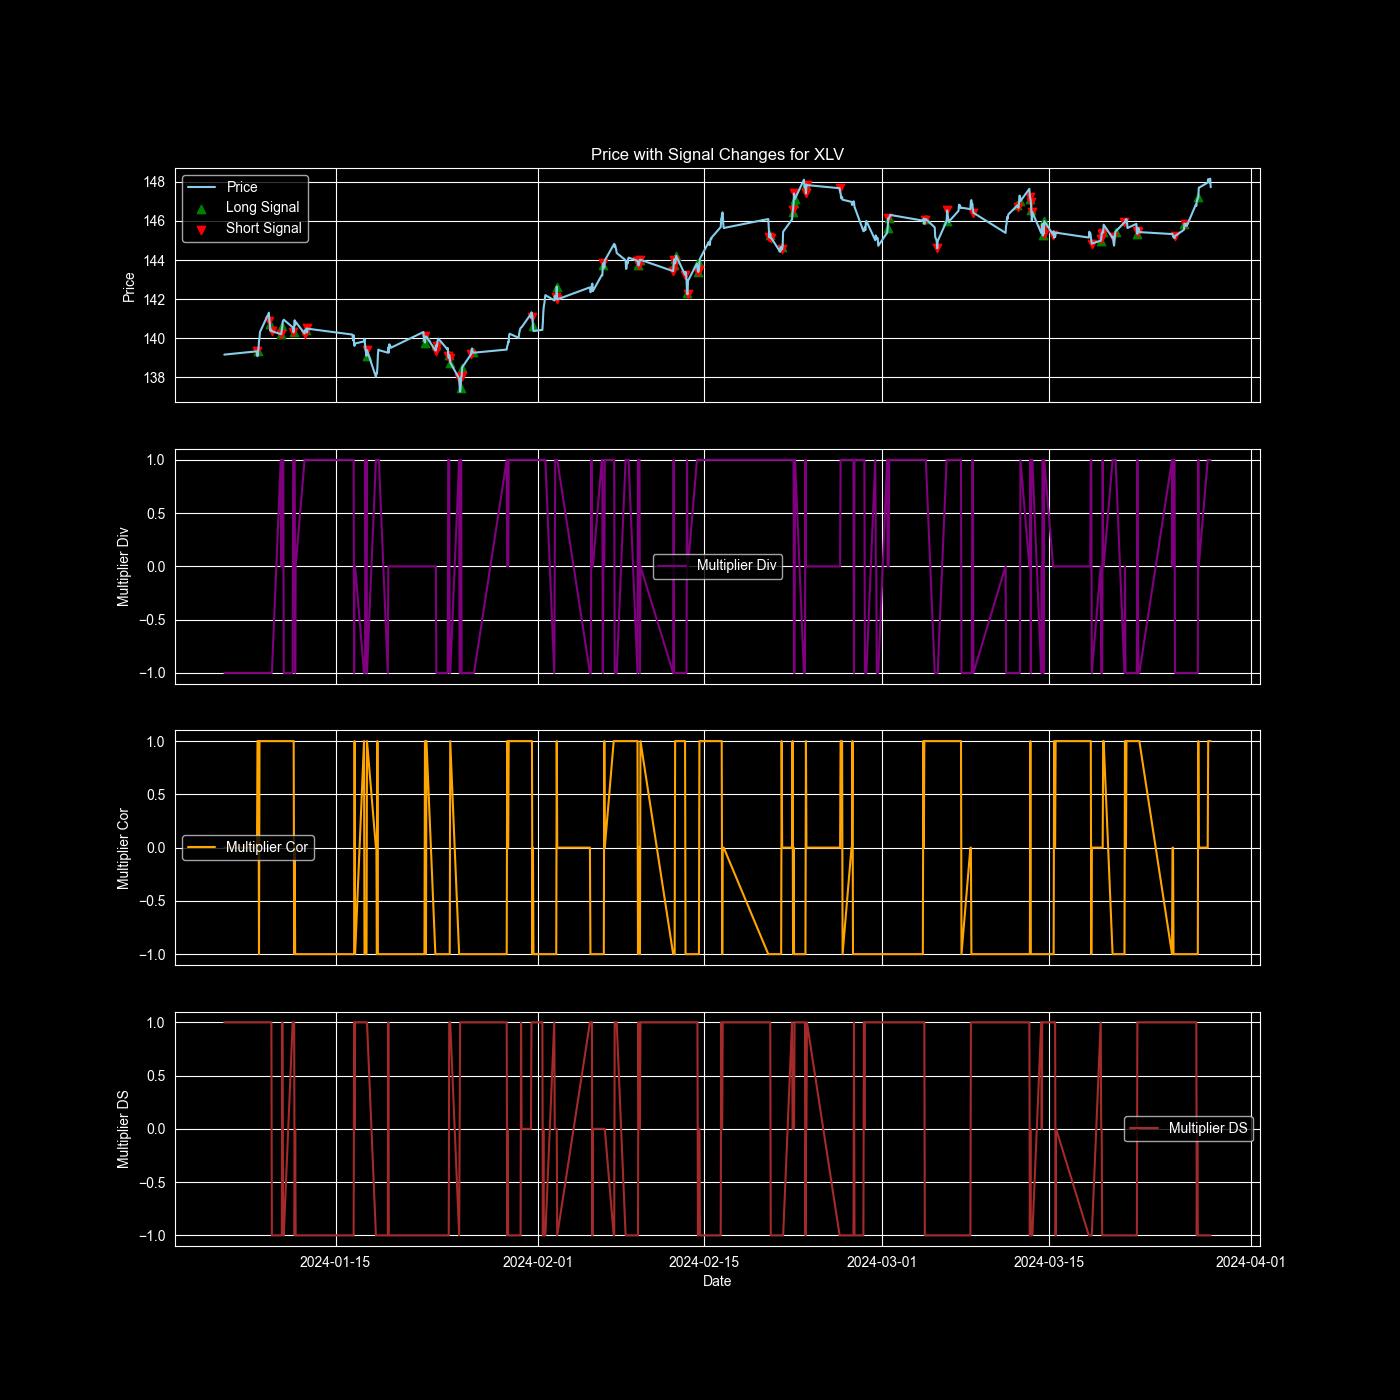 Price with Signal Changes for XLV
148
146
144
142
140
138
Price
Price
Long Signal
Short Signal
1.0
0.5
0.0
−0.5
−1.0
Multiplier Div
Multiplier Div
1.0
0.5
0.0
−0.5
−1.0
Multiplier Cor
Multiplier Cor
1.0
0.5
0.0
−0.5
−1.0
Multiplier DS
Multiplier DS
2024-01-15
2024-02-01
2024-02-15
2024-03-01
2024-03-15
2024-04-01
Date